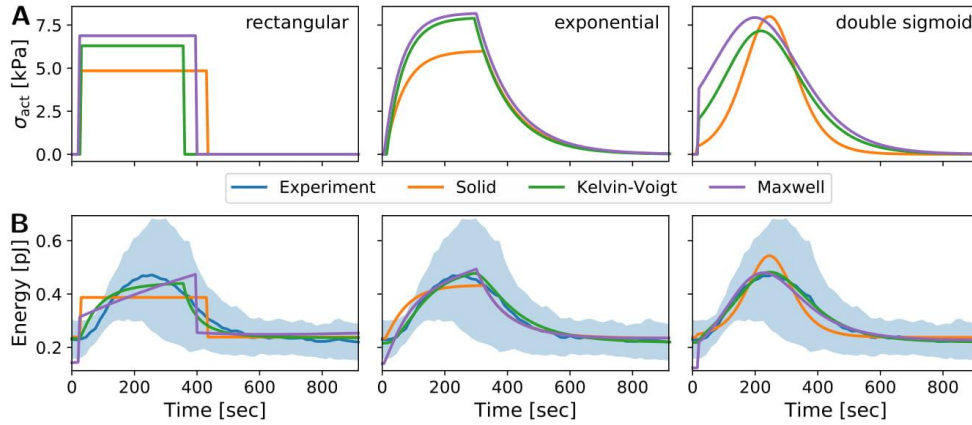 A
rectangular
exponential
double sigmoid
σact [kPa]
7.5
5.0
2.5
0.0
Experiment Solid Kelvin-Voigt Maxwell
B
Energy [pJ]
0.6
0.4
0.2
0 200 400 600 800 0 200 400 600 800 0 200 400 600 800
Time [sec] Time [sec] Time [sec]